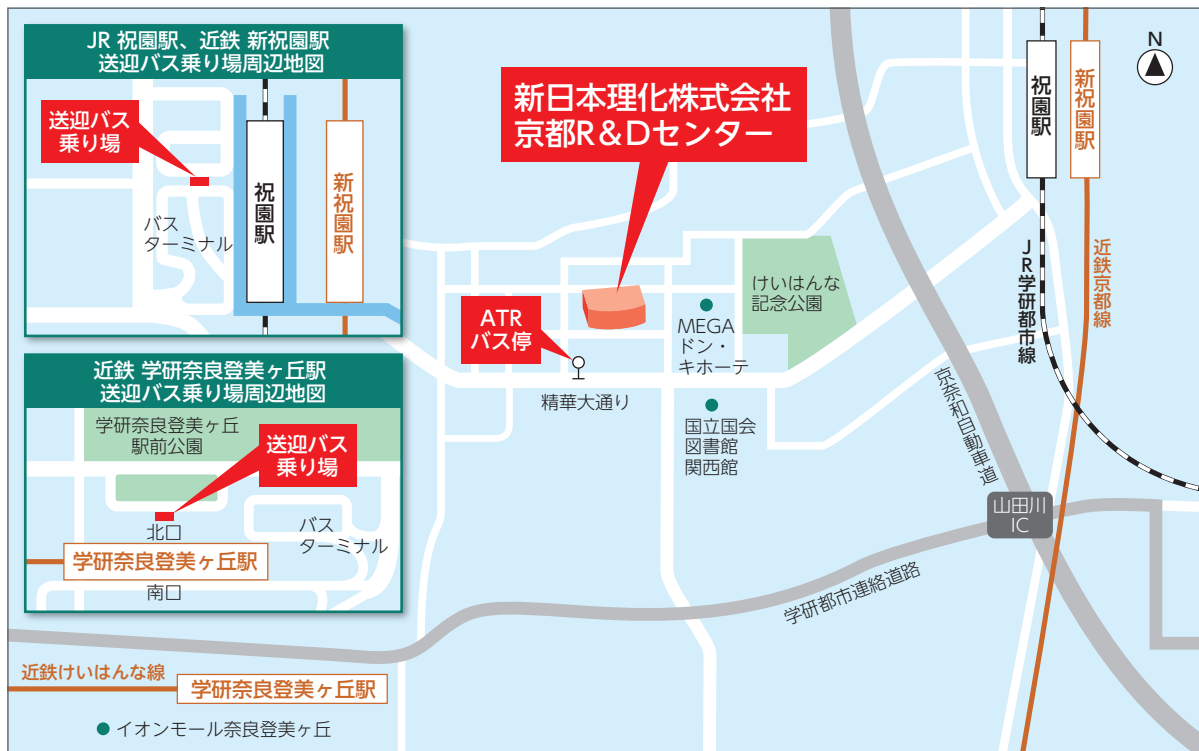 JR 祝園駅、近鉄 新祝園駅
送迎バス乗り場周辺地図
送迎バス
乗り場
バス
ターミナル
祝園駅
新祝園駅
近鉄 学研奈良登美ヶ丘駅
送迎バス乗り場周辺地図
学研奈良登美ヶ丘
駅前公園
送迎バス
乗り場
北口
バス
ターミナル
学研奈良登美ヶ丘駅
南口
新日本理化株式会社
京都R&Dセンター
ATR
バス停
精華大通り
MEGA
ドン・
キホーテ
けいはんな
記念公園
国立国会
図書館
関西館
祝園駅
新祝園駅
N
JR学研都市線
近鉄京都線
京奈和自動車道
山田川
IC
学研都市連絡道路
近鉄けいはんな線
学研奈良登美ヶ丘駅
イオンモール奈良登美ヶ丘